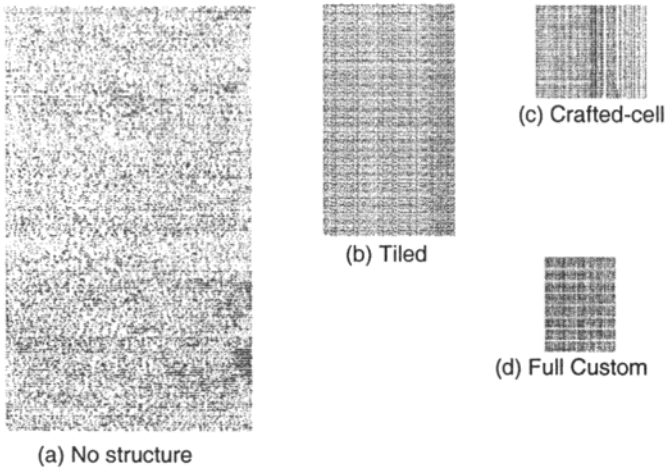 (a) No structure
(b) Tiled
(c) Crafted-cell
(d) Full Custom